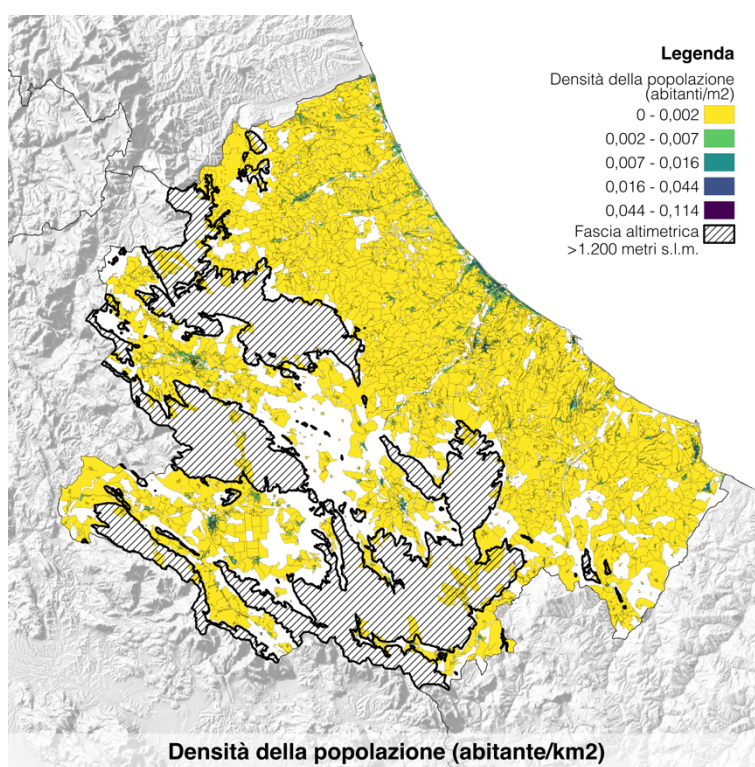 Legenda
Densità della popolazione
(abitanti/m2)
0 - 0,002
0,002 - 0,007
0,007 - 0,016
0,016 - 0,044
0,044 - 0,114
Fascia altimetrica
>1.200 metri s.l.m.
Densità della popolazione (abitante/km2)